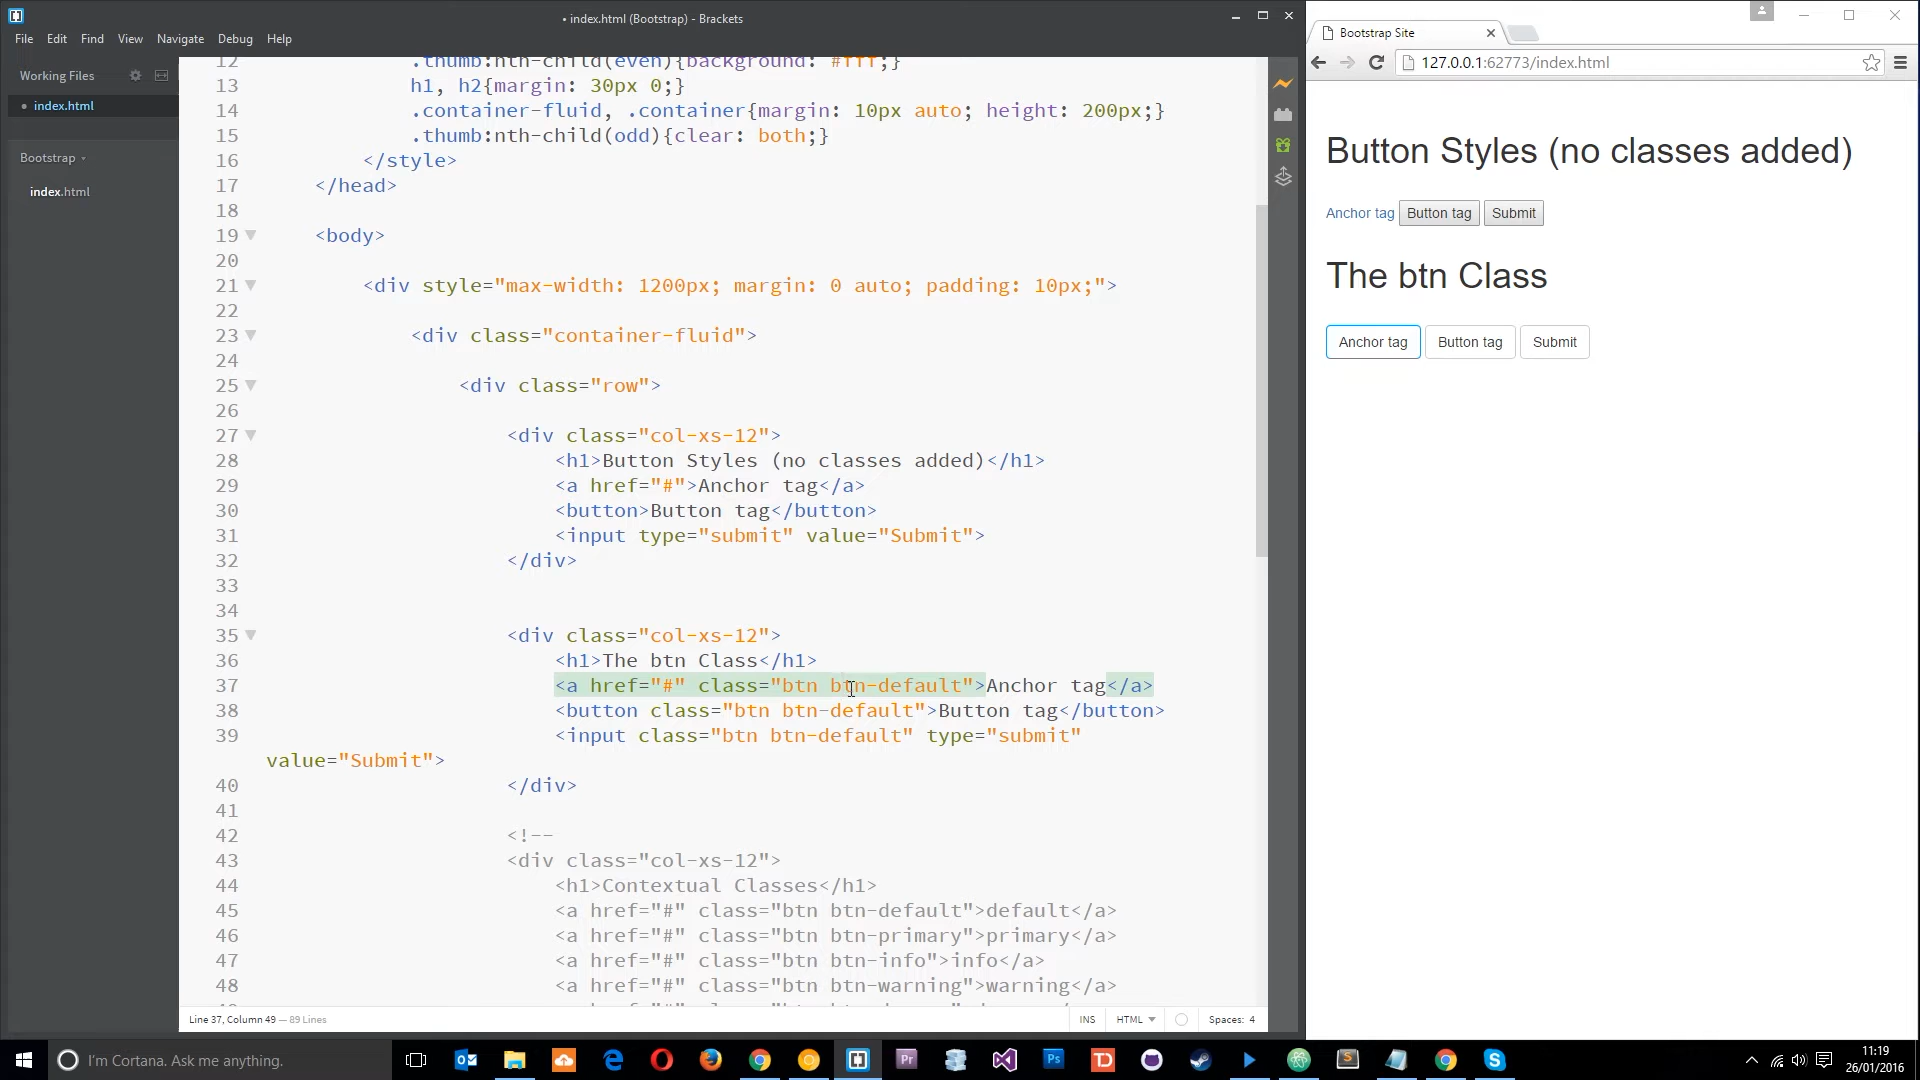 • index.html (Bootstrap) - Brackets
File Edit Find View Navigate Debug Help
Working Files
• index.html
Bootstrap
index.html
12 .thumb:nth-child(even){background: #fff;}
13 h1, h2{margin: 30px 0;}
14 .container-fluid, .container{margin: 10px auto; height: 200px;}
15 .thumb:nth-child(odd){clear: both;}
16 </style>
17 </head>
18
19 <body>
20
21 <div style="max-width: 1200px; margin: 0 auto; padding: 10px;">
22
23 <div class="container-fluid">
24
25 <div class="row">
26
27 <div class="col-xs-12">
28 <h1>Button Styles (no classes added)</h1>
29 <a href="#">Anchor tag</a>
30 <button>Button tag</button>
31 <input type="submit" value="Submit">
32 </div>
33
34
35 <div class="col-xs-12">
36 <h1>The btn Class</h1>
37 <a href="#" class="btn btn-default">Anchor tag</a>
38 <button class="btn btn-default">Button tag</button>
39 <input class="btn btn-default" type="submit"
value="Submit">
40 </div>
41
42 <!--
43 <div class="col-xs-12">
44 <h1>Contextual Classes</h1>
45 <a href="#" class="btn btn-default">default</a>
46 <a href="#" class="btn btn-primary">primary</a>
47 <a href="#" class="btn btn-info">info</a>
48 <a href="#" class="btn btn-warning">warning</a>
Line 37, Column 49 — 89 Lines
INS HTML Spaces: 4
Bootstrap Site
127.0.0.1:62773/index.html
Button Styles (no classes added)
Anchor tag Button tag Submit
The btn Class
Anchor tag Button tag Submit
I'm Cortana. Ask me anything.
Pr
Ps
S
11:19
26/01/2016